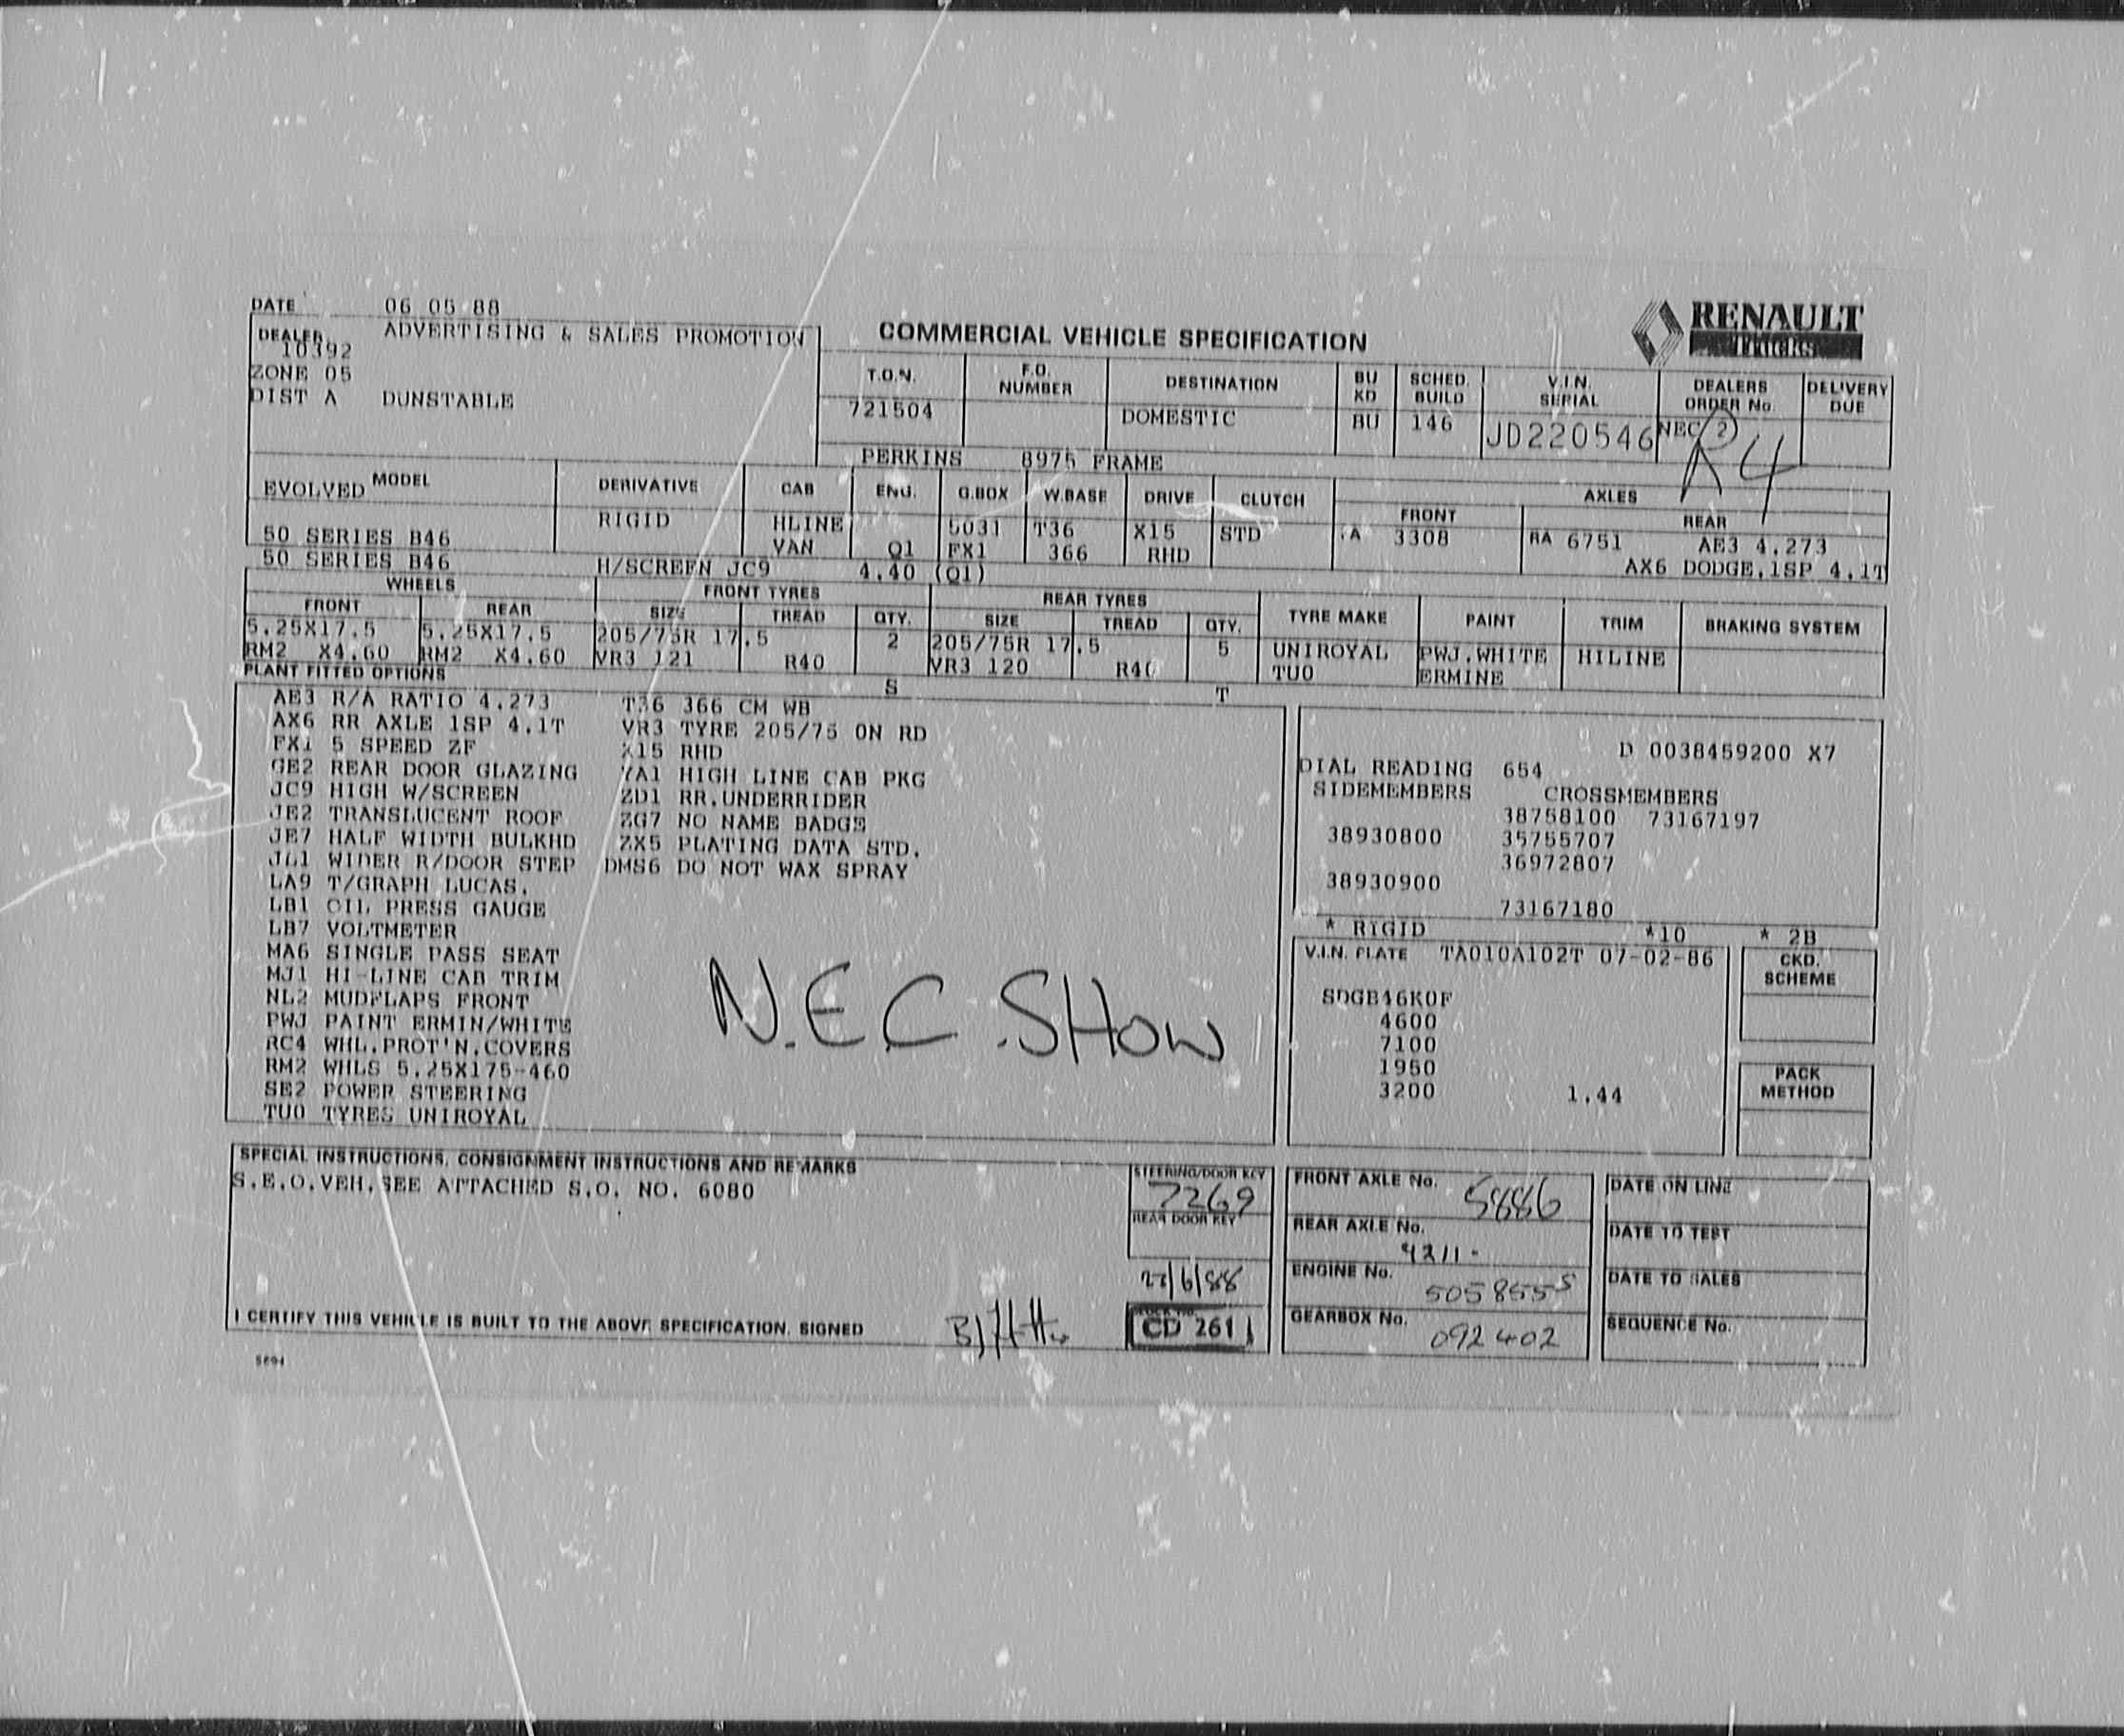 DATE 06 05 88
DEALER ADVERTISING & SALES PROMOTION
10392
ZONE 05
DIST A DUNSTABLE
COMMERCIAL VEHICLE SPECIFICATION
RENAULT
TRUCKS
T.O.N. F.O. NUMBER DESTINATION BU XD SCHED. BUILD V.I.N. SERIAL DEALERS ORDER No. DELIVERY DUE
721504 DOMESTIC BU 146 JD220546 NEC 2
A4
PERKINS 8975 FRAME
MODEL DERIVATIVE CAB ENG. G.BOX W.BASE DRIVE CLUTCH AXLES
EVOLVED
FRONT REAR
50 SERIES B46 RIGID HLINE 5031 T36 X15 STD 3308 RA 6751 AE3 4.273
VAN Q1 FX1 366 RHD
50 SERIES B46 H/SCREEN JC9 4.40 (Q1) AX6 DODGE.1SP 4.1T
WHEELS FRONT TYRES REAR TYRES
FRONT REAR SIZE TREAD QTY. SIZE TREAD QTY. TYRE MAKE PAINT TRIM BRAKING SYSTEM
5.25X17.5 5.25X17.5 205/75R 17.5 2 205/75R 17.5 5 UNIROYAL PWJ.WHITE HILINE
RM2 X4.60 RM2 X4.60 VR3 121 R40 VR3 120 TU0 ERMINE
PLANT FITTED OPTIONS
S T
AE3 R/A RATIO 4.273 T36 366 CM WB
AX6 RR AXLE 1SP 4.1T VR3 TYRE 205/75 ON RD
FX1 5 SPEED ZF X15 RHD
GE2 REAR DOOR GLAZING YA1 HIGH LINE CAB PKG
JC9 HIGH W/SCREEN ZD1 RR.UNDERRIDER
JE2 TRANSLUCENT ROOF ZG7 NO NAME BADGE
JE7 HALF WIDTH BULKHD ZX5 PLATING DATA STD.
JG1 WIDER R/DOOR STEP DMS6 DO NOT WAX SPRAY
LA9 T/GRAPH LUCAS.
LB1 OIL PRESS GAUGE
LB7 VOLTMETER
MA6 SINGLE PASS SEAT
MJ1 HI-LINE CAB TRIM
NL2 MUDFLAPS FRONT
PWJ PAINT ERMIN/WHITE
RC4 WHL.PROT'N.COVERS
RM2 WHLS 5.25X175-460
SE2 POWER STEERING
TU0 TYRES UNIROYAL
N.E.C. SHOW
D 0038459200 X7
DIAL READING 654
SIDEMEMBERS CROSSMEMBERS
38758100 73167197
38930800 35755707
36972807
38930900
73167180
* RIGID *10 * 2B
V.I.N. PLATE TA010A102T 07-02-86
SDGB46K0F
4600
7100
1950
3200 1.44
CKD. SCHEME
PACK METHOD
SPECIAL INSTRUCTIONS, CONSIGNMENT INSTRUCTIONS AND REMARKS
S.E.O.VEH.SEE ATTACHED S.O. NO. 6080
STEERING/DOOR KEY
7269
REAR DOOR KEY
27/6/88
CD 261
I CERTIFY THIS VEHICLE IS BUILT TO THE ABOVE SPECIFICATION. SIGNED
FRONT AXLE No. 5886
REAR AXLE No. 9211
ENGINE No. 5058555
GEARBOX No. 092402
DATE ON LINE
DATE TO TEST
DATE TO SALES
SEQUENCE No.